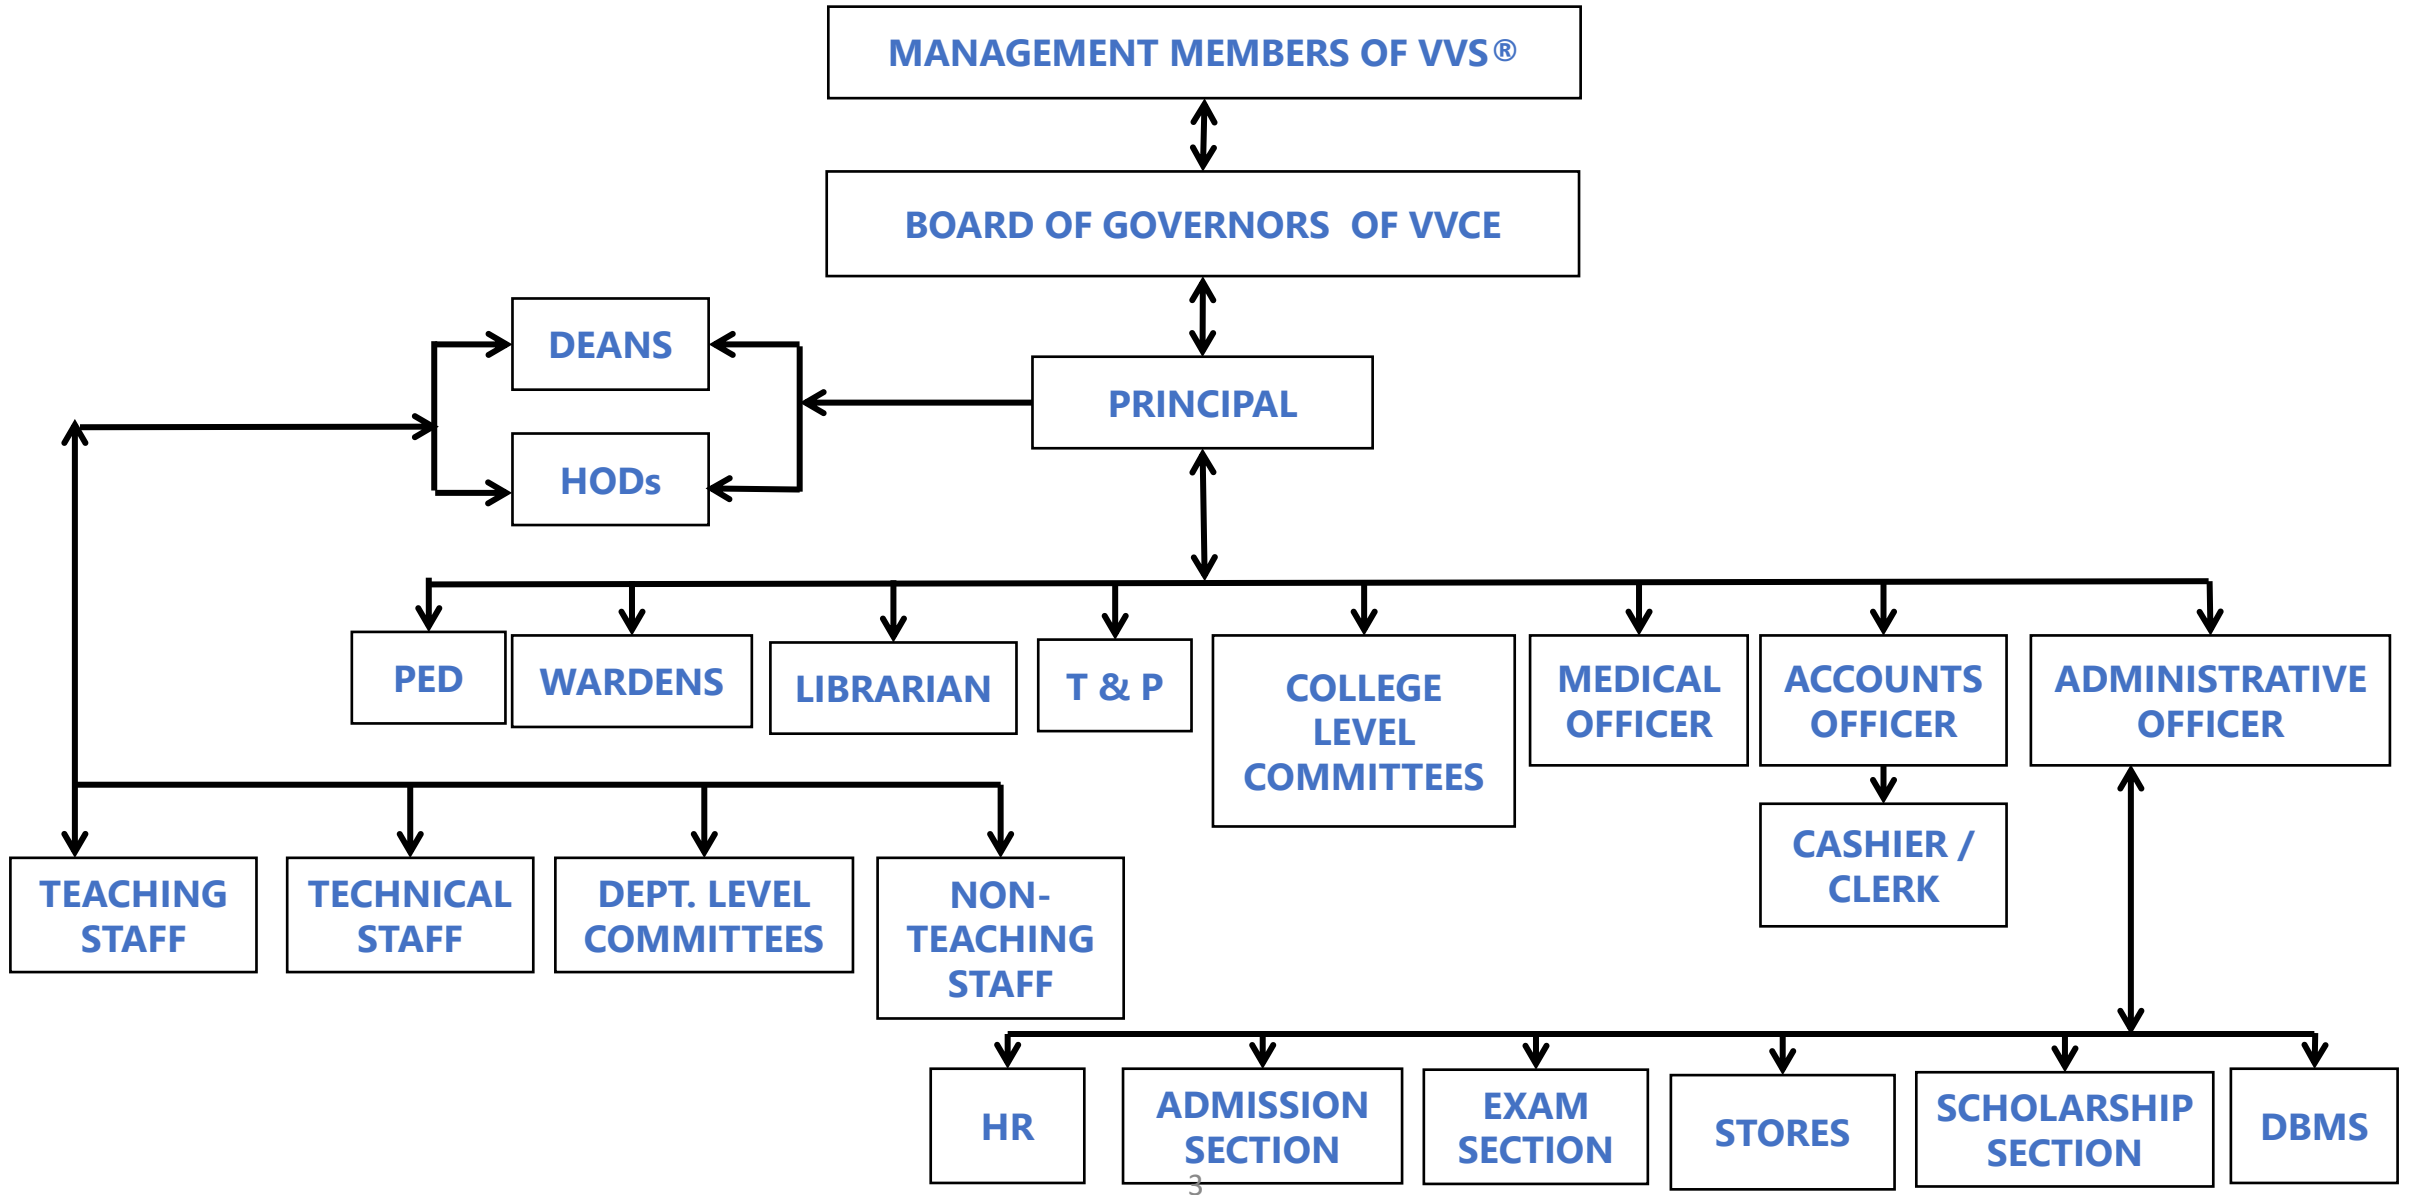 MANAGEMENT MEMBERS OF VVS®
BOARD OF GOVERNORS  OF VVCE
DEANS
PRINCIPAL
HODs
PED
WARDENS
LIBRARIAN
T & P
COLLEGE
LEVEL
COMMITTEES
MEDICAL
OFFICER
ACCOUNTS
OFFICER
ADMINISTRATIVE
OFFICER
CASHIER /
CLERK
TEACHING
STAFF
TECHNICAL
STAFF
DEPT. LEVEL
COMMITTEES
NON-
TEACHING
STAFF
HR
ADMISSION
SECTION
EXAM
SECTION
STORES
SCHOLARSHIP
SECTION
DBMS
3